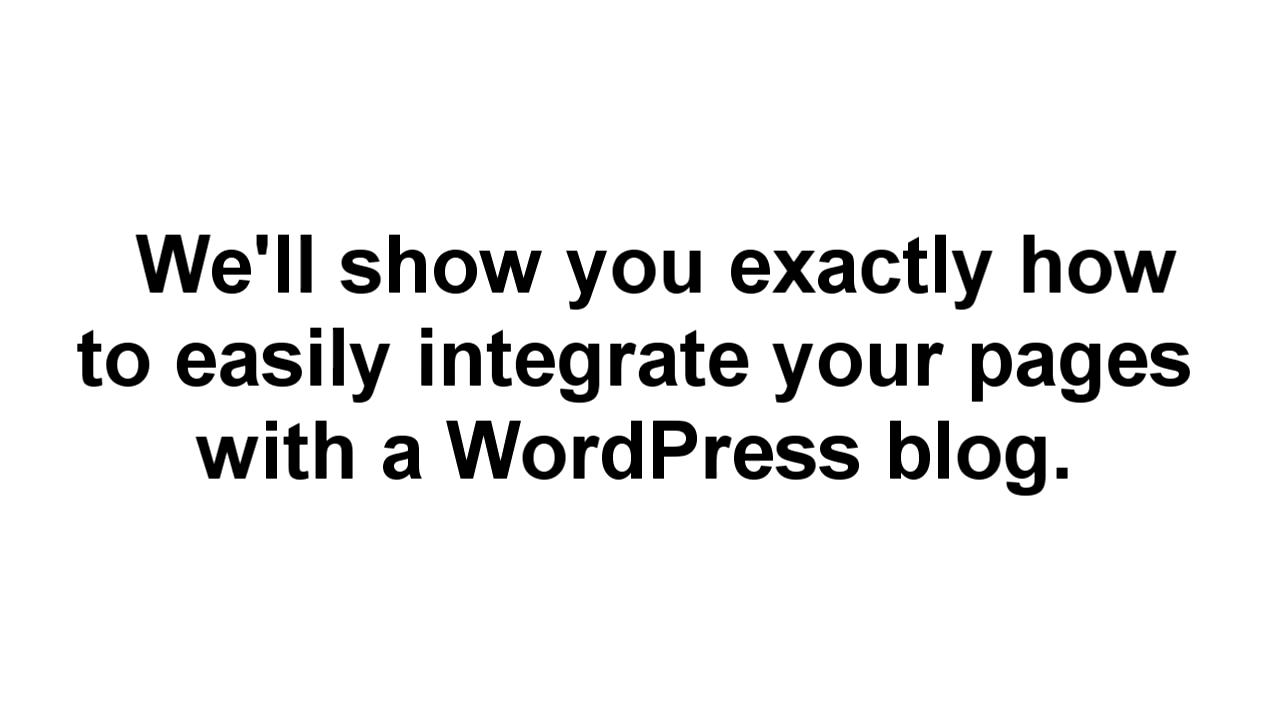 We'll show you exactly how
to easily integrate your pages
with a WordPress blog.